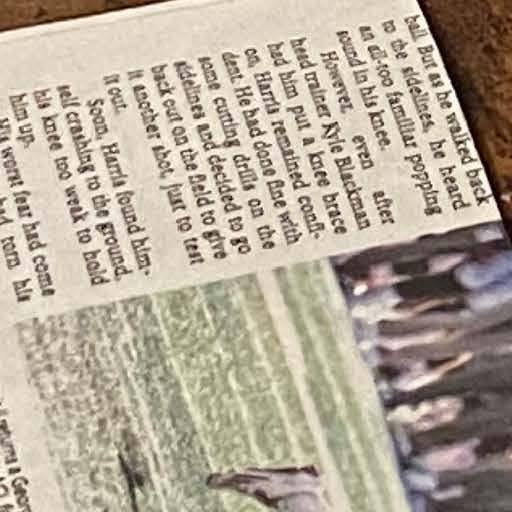 ball. But as he walked back
to the sidelines, he heard
an all-too familiar popping
sound in his knee.
However, even after
head trainer Kyle Blackman
had him put a knee brace
on, Harris remained confi-
dent. He had done fine with
some cutting drills on the
sidelines and decided to go
back out on the field to give
it another shot, just to test
it out.
Soon, Harris found him-
self crashing to the ground,
his knee too weak to hold
him up.
His worst fear had come
had torn his